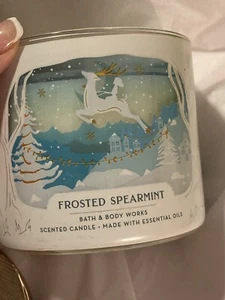 FROSTED SPEARMINT
BATH & BODY WORKS
SCENTED CANDLE • MADE WITH ESSENTIAL OILS